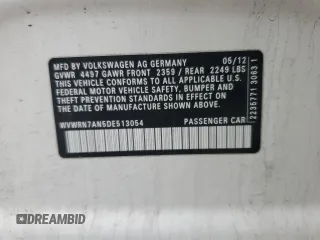 MFD BY VOLKSWAGEN AG GERMANY 05/12
GVWR 4497 GAWR FRONT 2359 / REAR 2249 LBS
THIS VEHICLE CONFORMS TO ALL APPLICABLE U.S.
FEDERAL MOTOR VEHICLE SAFETY, BUMPER, AND
THEFT PREVENTION STANDARDS IN EFFECT ON THE
DATE OF MANUFACTURE SHOWN ABOVE.
WVWRN7AN5DE513054 PASSENGER CAR
DREAMBID